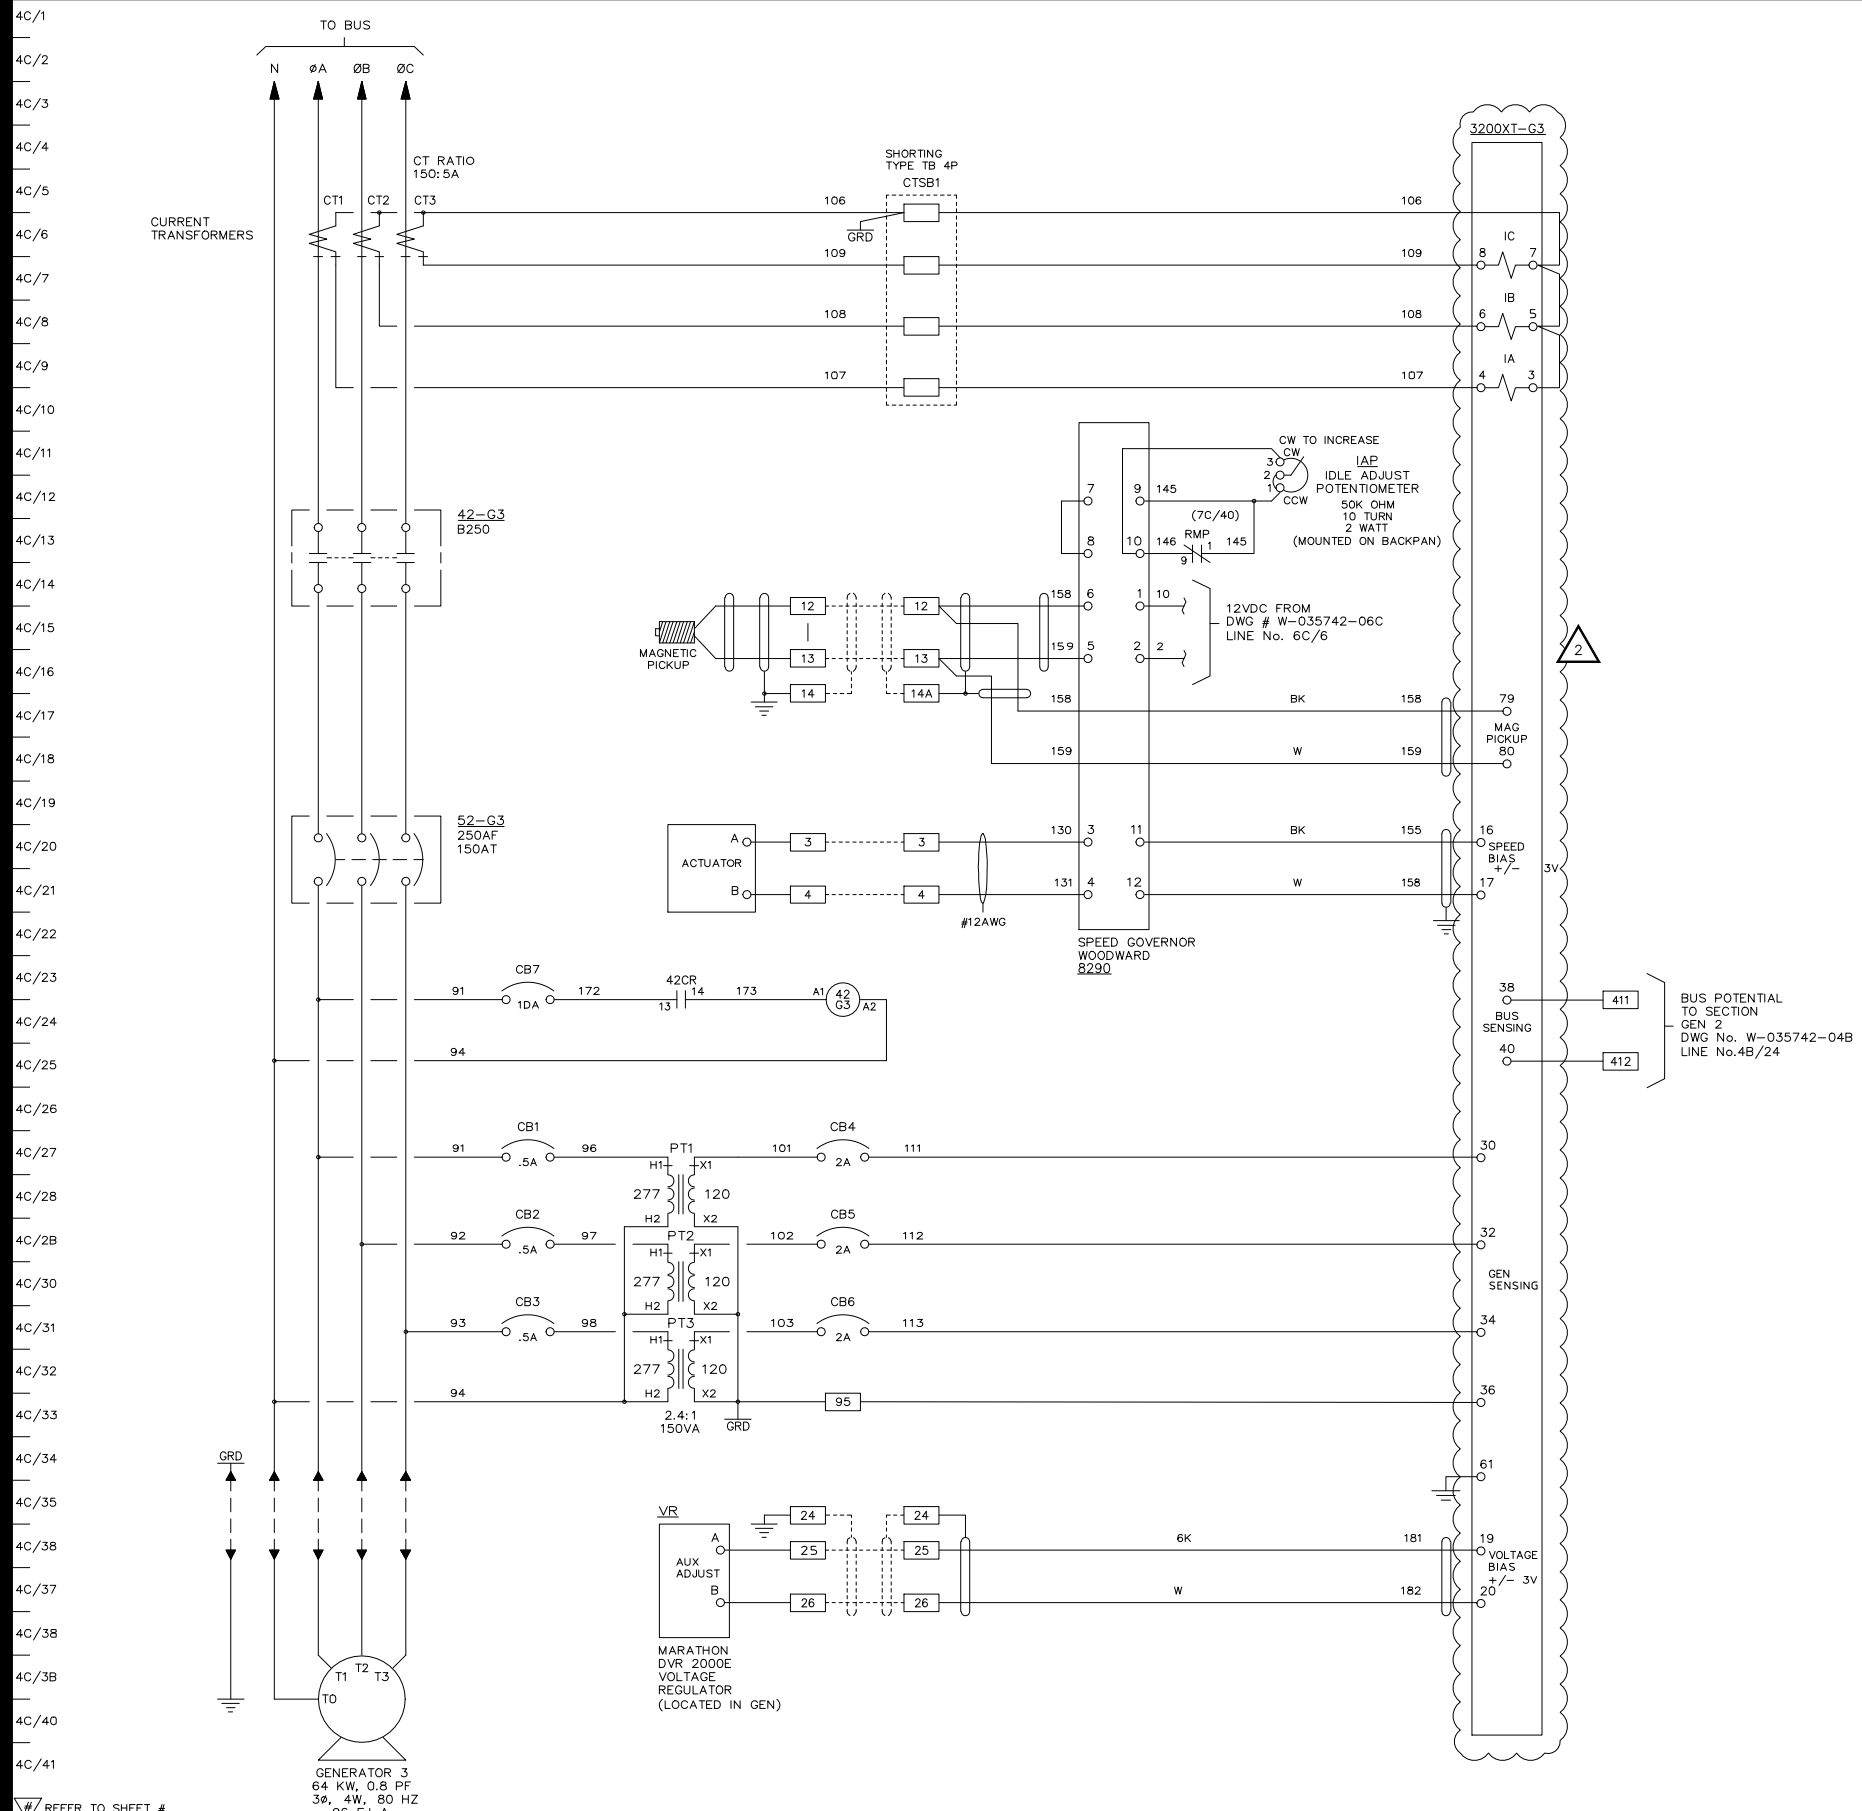 4C/1
4C/2
4C/3
4C/4
4C/5
4C/6
4C/7
4C/8
4C/9
4C/10
4C/11
4C/12
4C/13
4C/14
4C/15
4C/16
4C/17
4C/18
4C/19
4C/20
4C/21
4C/22
4C/23
4C/24
4C/25
4C/26
4C/27
4C/28
4C/2B
4C/30
4C/31
4C/32
4C/33
4C/34
4C/35
4C/38
4C/37
4C/38
4C/3B
4C/40
4C/41
# REFER TO SHEET #
TO BUS
N øA ØB ØC
CT RATIO
150:5A
CT1 CT2 CT3
CURRENT
TRANSFORMERS
SHORTING
TYPE TB 4P
CTSB1
106 106
GRD
109 109
108 108
107 107
3200XT-G3
IC
8 7
IB
6 5
IA
4 3
42-G3
B250
CW TO INCREASE
CW
3
2
1
CCW
IAP
IDLE ADJUST
POTENTIOMETER
50K OHM
10 TURN
2 WATT
(MOUNTED ON BACKPAN)
7 9 145
(7C/40)
RMP
8 10 146 9 1 145
MAGNETIC
PICKUP
12 12 158 6 1 10
13 13 159 5 2 2
14 14A
12VDC FROM
DWG # W-035742-06C
LINE No. 6C/6
2
158 BK 158 79
MAG
PICKUP
159 W 159 80
52-G3
250AF
150AT
ACTUATOR
A 3 3 130 3 11 BK 155 16
SPEED
BIAS
+/- 3V
B 4 4 131 4 12 W 158 17
#12AWG
SPEED GOVERNOR
WOODWARD
8290
CB7
91 1DA 172
42CR
13 14 173 A1 42
G3 A2
94
38 411
BUS
SENSING
40 412
BUS POTENTIAL
TO SECTION
GEN 2
DWG No. W-035742-04B
LINE No.4B/24
CB1 PT1 CB4
91 .5A 96 H1 X1 101 2A 111 30
277 120
H2 X2
CB2 PT2 CB5
92 .5A 97 H1 X1 102 2A 112 32
277 120
H2 X2
GEN
SENSING
CB3 PT3 CB6
93 .5A 98 H1 X1 103 2A 113 34
277 120
H2 X2
94 95 36
2.4:1
150VA
GRD
GRD
61
VR
24 24
A 25 25 6K 181 19
AUX
ADJUST
VOLTAGE
BIAS
+/- 3V
B 26 26 W 182 20
MARATHON
DVR 2000E
VOLTAGE
REGULATOR
(LOCATED IN GEN)
T1 T2 T3
T0
GENERATOR 3
64 KW, 0.8 PF
3ø, 4W, 80 HZ